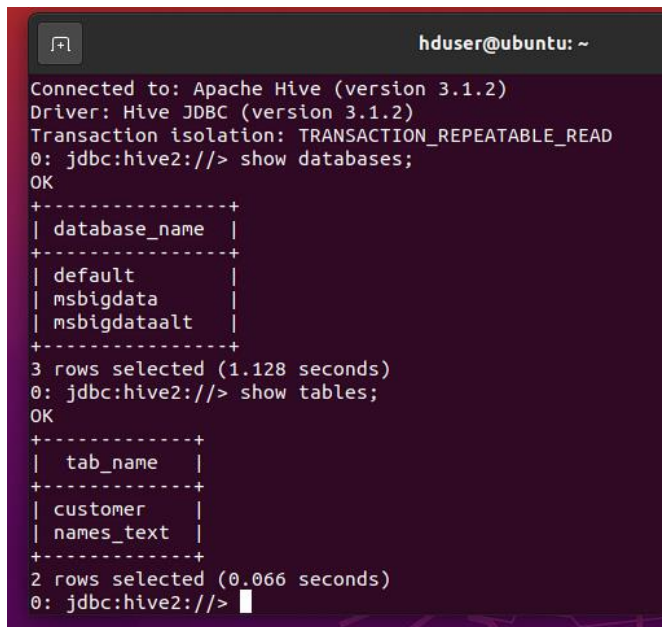 hduser@ubuntu: ~
Connected to: Apache Hive (version 3.1.2)
Driver: Hive JDBC (version 3.1.2)
Transaction isolation: TRANSACTION_REPEATABLE_READ
0: jdbc:hive2://> show databases;
OK
+----------------+
| database_name  |
+----------------+
| default        |
| msbigdata      |
| msbigdataalt   |
+----------------+
3 rows selected (1.128 seconds)
0: jdbc:hive2://> show tables;
OK
+-------------+
|  tab_name   |
+-------------+
| customer    |
| names_text  |
+-------------+
2 rows selected (0.066 seconds)
0: jdbc:hive2://>